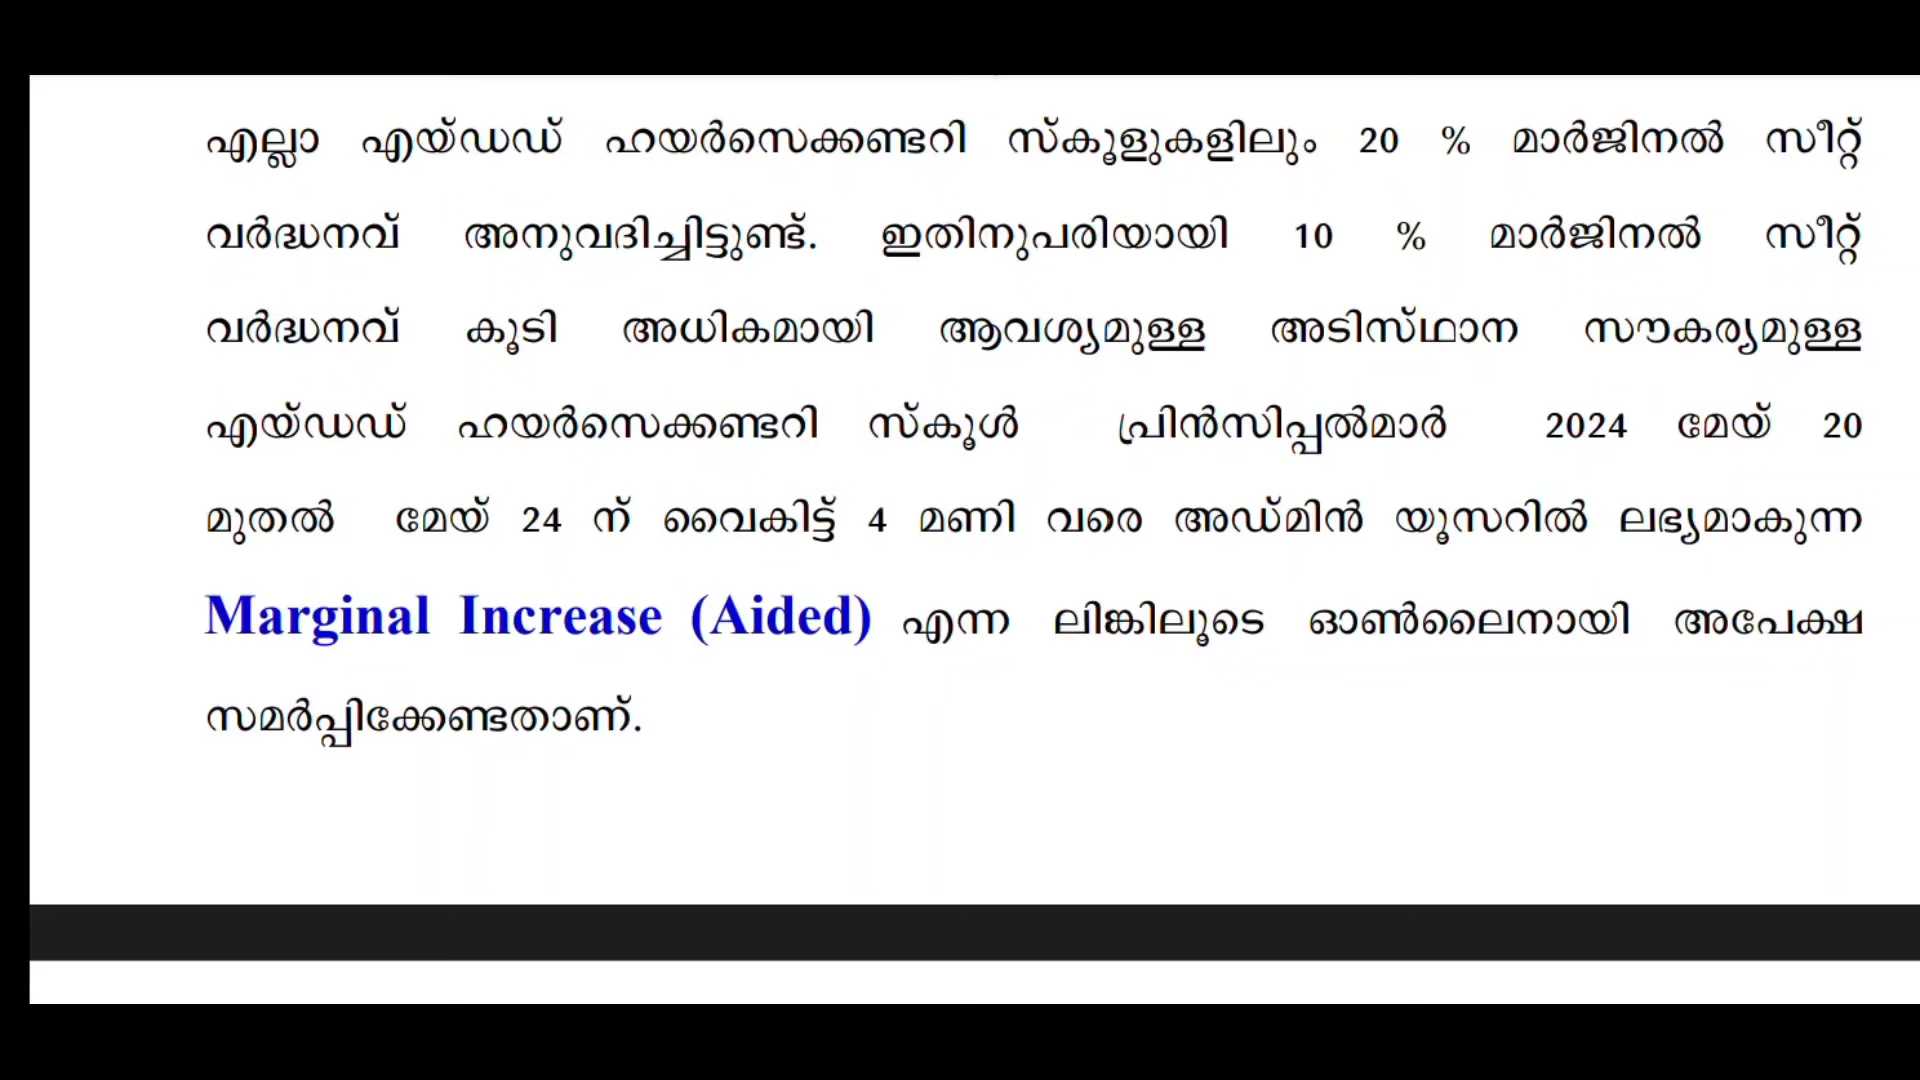 എല്ലാ എയ്ഡഡ് ഹയർസെക്കണ്ടറി സ്കൂളുകളിലും 20 % മാർജിനൽ സീറ്റ്
വർദ്ധനവ് അനുവദിച്ചിട്ടുണ്ട്. ഇതിനുപരിയായി 10 % മാർജിനൽ സീറ്റ്
വർദ്ധനവ് കൂടി അധികമായി ആവശ്യമുള്ള അടിസ്ഥാന സൗകര്യമുള്ള
എയ്ഡഡ് ഹയർസെക്കണ്ടറി സ്കൂൾ പ്രിൻസിപ്പൽമാർ 2024 മേയ് 20
മുതൽ മേയ് 24 ന് വൈകിട്ട് 4 മണി വരെ അഡ്മിൻ യൂസറിൽ ലഭ്യമാകുന്ന
Marginal Increase (Aided) എന്ന ലിങ്കിലൂടെ ഓൺലൈനായി അപേക്ഷ
സമർപ്പിക്കേണ്ടതാണ്.